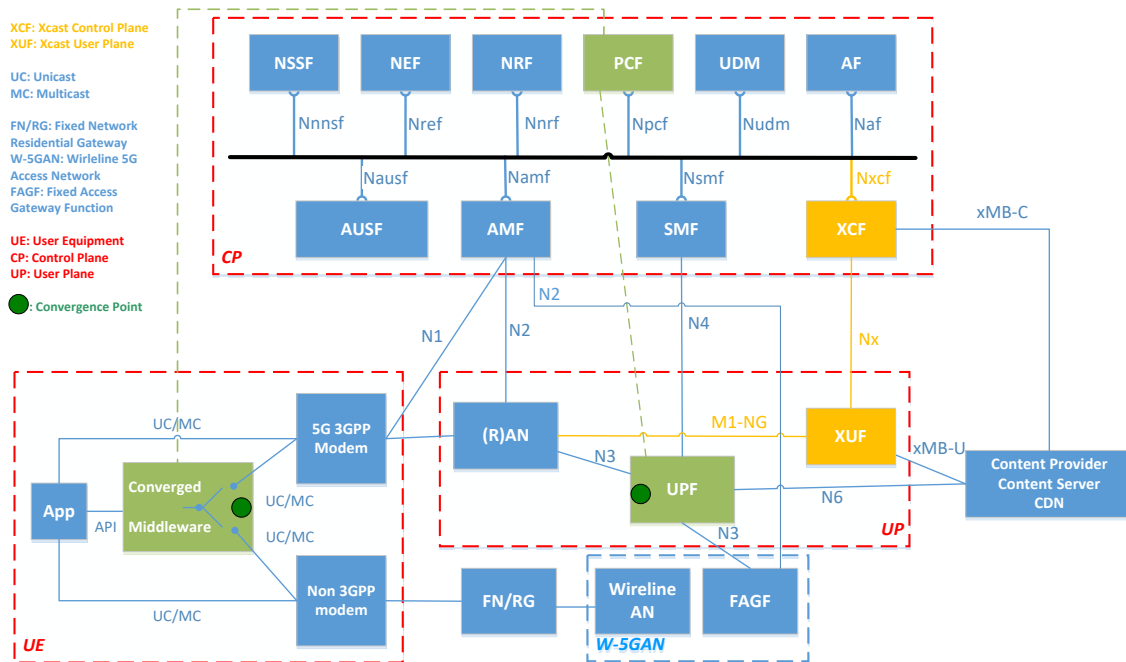 XCF: Xcast Control Plane
XUF: Xcast User Plane
UC: Unicast
MC: Multicast
FN/RG: Fixed Network
Residential Gateway
W-5GAN: Wirleline 5G
Access Network
FAGF: Fixed Access
Gateway Function
UE: User Equipment
CP: Control Plane
UP: User Plane
: Convergence Point
NSSF
NEF
NRF
PCF
UDM
AF
Nnnsf
Nref
Nnrf
Npcf
Nudm
Naf
Nausf
Namf
Nsmf
Nxcf
AUSF
AMF
SMF
XCF
CP
xMB-C
N1
N2
N2
N4
Nx
UC/MC
5G 3GPP
Modem
(R)AN
M1-NG
XUF
xMB-U
N3
Converged
Middleware
App
API
UC/MC
UC/MC
UPF
N6
Content Provider
Content Server
CDN
UP
N3
UC/MC
Non 3GPP
modem
FN/RG
Wireline
AN
FAGF
W-5GAN
UE